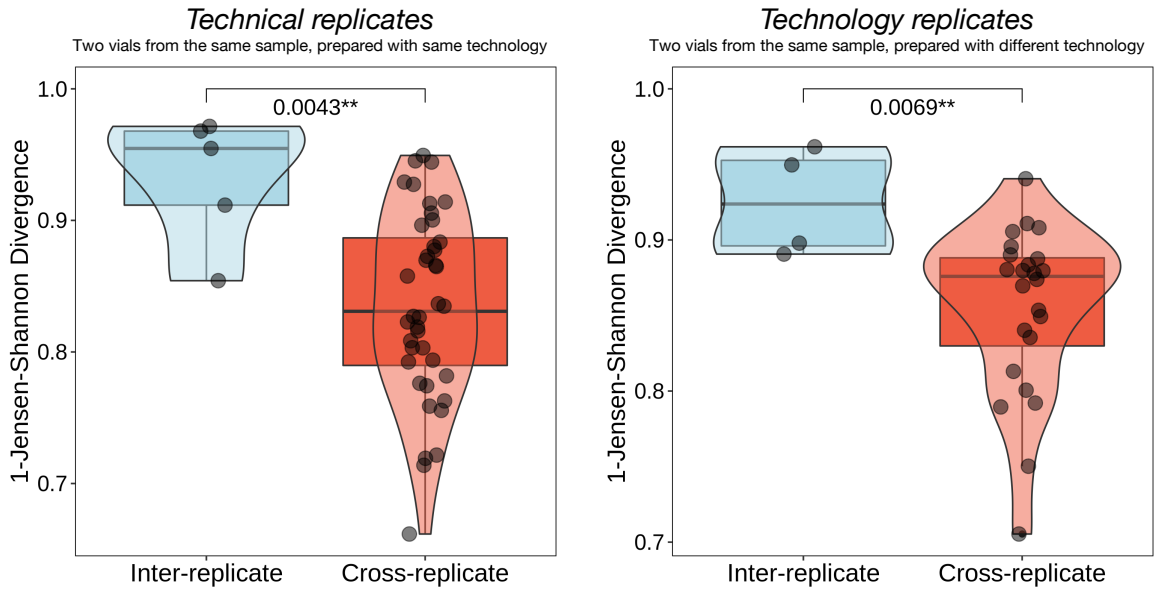 Technical replicates
Two vials from the same sample, prepared with same technology
1-Jensen-Shannon Divergence
1.0
0.9
0.8
0.7
0.0043**
Inter-replicate
Cross-replicate
Technology replicates
Two vials from the same sample, prepared with different technology
1-Jensen-Shannon Divergence
1.0
0.9
0.8
0.7
0.0069**
Inter-replicate
Cross-replicate